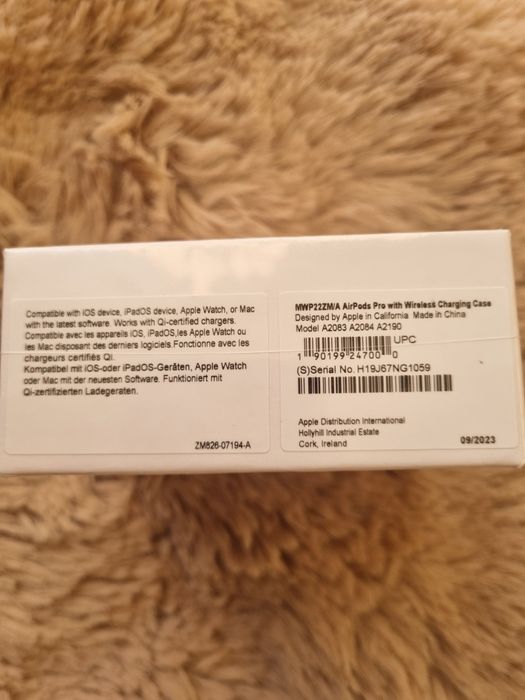 Compatible with iOS device, iPadOS device, Apple Watch, or Mac
with the latest software. Works with Qi-certified chargers.
Compatible avec les appareils iOS, iPadOS,les Apple Watch ou
les Mac disposant des derniers logiciels.Fonctionne avec les
chargeurs certifiés Qi.
Kompatibel mit iOS-oder iPadOS-Geräten, Apple Watch
oder Mac mit der neuesten Software. Funktioniert mit
Qi-zertifizierten Ladegeraten.
ZM826-07194-A
MWP22ZM/A AirPods Pro with Wireless Charging Case
Designed by Apple in California Made in China
Model A2083 A2084 A2190
UPC
1 90199 24700 0
(S)Serial No. H19J67NG1059
Apple Distribution International
Hollyhill Industrial Estate
Cork, Ireland
09/2023